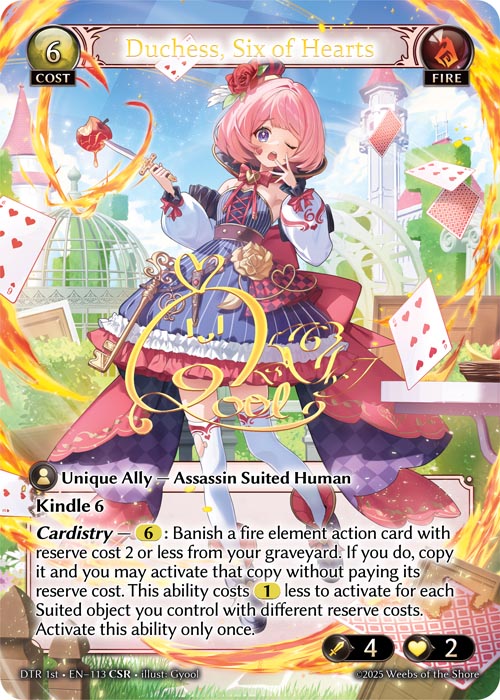 6
COST
Duchess, Six of Hearts
FIRE
Unique Ally — Assassin Suited Human
Kindle 6
Cardistry — 6 : Banish a fire element action card with
reserve cost 2 or less from your graveyard. If you do, copy
it and you may activate that copy without paying its
reserve cost. This ability costs 1 less to activate for each
Suited object you control with different reserve costs.
Activate this ability only once.
4
2
DTR 1st • EN-113 CSR • illust: Gyool
©2025 Weebs of the Shore